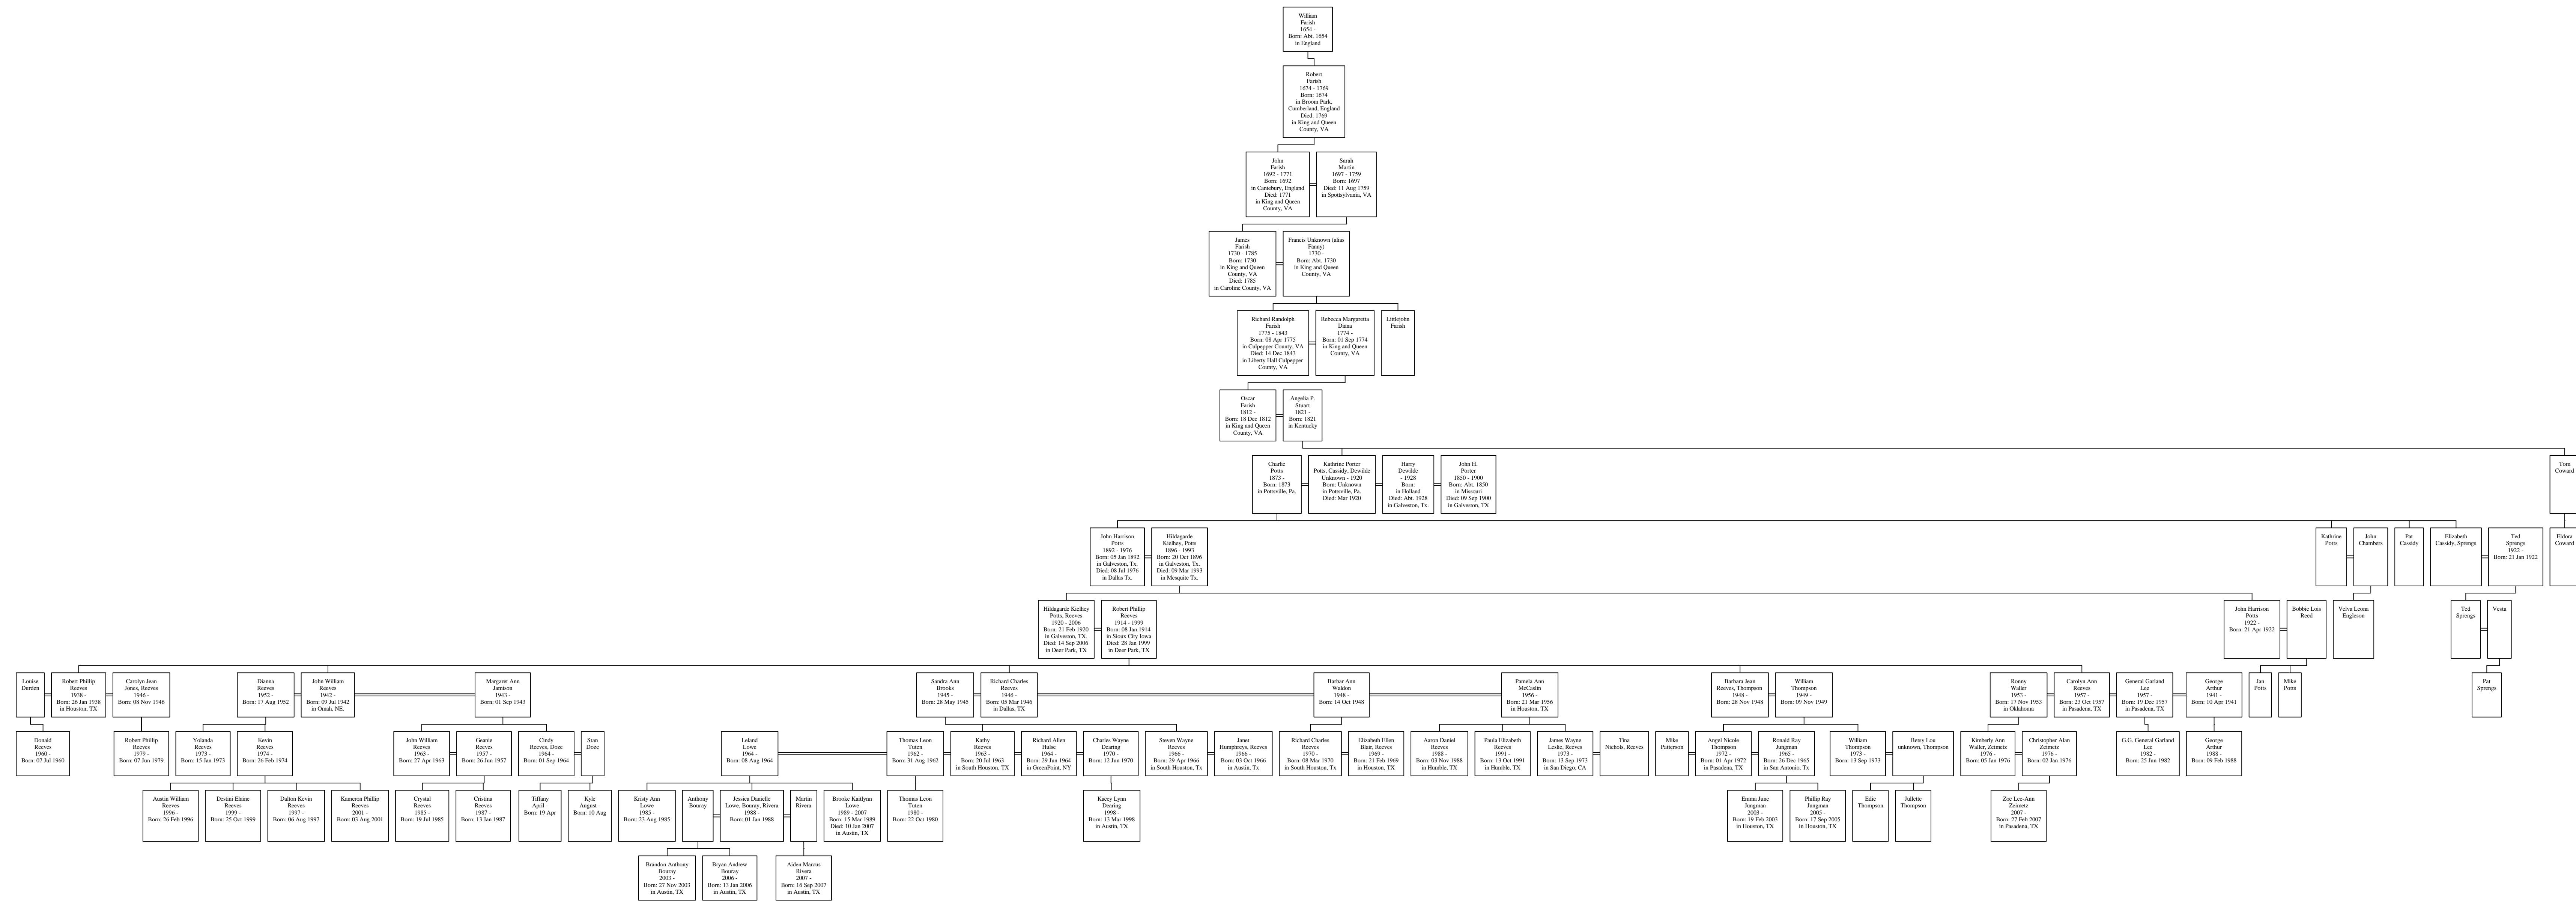 William
Farish
1654 -
Born: Abt. 1654
in England
Robert
Farish
1674 - 1769
Born: 1674
in Broom Park,
Cumberland, England
Died: 1769
in King and Queen
County, VA
John
Farish
1692 - 1771
Born: 1692
in Cantebury, England
Died: 1771
in King and Queen
County, VA
Sarah
Martin
1697 - 1759
Born: 1697
Died: 11 Aug 1759
in Spottsylvania, VA
James
Farish
1730 - 1785
Born: 1730
in King and Queen
County, VA
Died: 1785
in Caroline County, VA
Francis Unknown (alias
Fanny)
1730 -
Born: Abt. 1730
in King and Queen
County, VA
Richard Randolph
Farish
1775 - 1843
Born: 08 Apr 1775
in Culpepper County, VA
Died: 14 Dec 1843
in Liberty Hall Culpepper
County, VA
Rebecca Margaretta
Diana
1774 -
Born: 01 Sep 1774
in King and Queen
County, VA
Littlejohn
Farish
Oscar
Farish
1812 -
Born: 18 Dec 1812
in King and Queen
County, VA
Angelia P.
Stuart
1821 -
Born: 1821
in Kentucky
Charlie
Potts
1873 -
Born: 1873
in Pottsville, Pa.
Kathrine Porter
Potts, Cassidy, Dewilde
Unknown - 1920
Born: Unknown
in Pottsville, Pa.
Died: Mar 1920
Harry
Dewilde
- 1928
Born:
in Holland
Died: Abt. 1928
in Galveston, Tx.
John H.
Porter
1850 - 1900
Born: Abt. 1850
in Missouri
Died: 09 Sep 1900
in Galveston, TX
Tom
Coward
John Harrison
Potts
1892 - 1976
Born: 05 Jan 1892
in Galveston, Tx.
Died: 08 Jul 1976
in Dallas Tx.
Hildagarde
Kielhey, Potts
1896 - 1993
Born: 20 Oct 1896
in Galveston, Tx.
Died: 09 Mar 1993
in Mesquite Tx.
Kathrine
Potts
John
Chambers
Pat
Cassidy
Elizabeth
Cassidy, Sprengs
Ted
Sprengs
1922 -
Born: 21 Jun 1922
Eldora
Coward
Hildagarde Kielhey
Potts, Reeves
1920 - 2006
Born: 21 Feb 1920
in Galveston, TX.
Died: 14 Sep 2006
in Deer Park, TX
Robert Phillip
Reeves
1914 - 1999
Born: 08 Jan 1914
in Sioux City Iowa
Died: 28 Jan 1999
in Deer Park, TX
John Harrison
Potts
1922 -
Born: 21 Apr 1922
Bobbie Lois
Reed
Velva Leona
Engleson
Ted
Sprengs
Vesta
Louise
Durden
Robert Phillip
Reeves
1938 -
Born: 26 Jan 1938
in Houston, TX
Carolyn Jean
Jones, Reeves
1946 -
Born: 08 Nov 1946
Dianna
Reeves
1952 -
Born: 17 Aug 1952
John William
Reeves
1942 -
Born: 09 Jul 1942
in Omah, NE.
Margaret Ann
Jamison
1943 -
Born: 01 Sep 1943
Sandra Ann
Brooks
1945 -
Born: 28 May 1945
Richard Charles
Reeves
1946 -
Born: 05 Mar 1946
in Dallas, TX
Barbar Ann
Waldon
1948 -
Born: 14 Oct 1948
Pamela Ann
McCaslin
1956 -
Born: 21 Mar 1956
in Houston, TX
Barbara Jean
Reeves, Thompson
1948 -
Born: 28 Nov 1948
William
Thompson
1949 -
Born: 09 Nov 1949
Ronny
Waller
1953 -
Born: 17 Nov 1953
in Oklahoma
Carolyn Ann
Reeves
1957 -
Born: 23 Oct 1957
in Pasadena, TX
General Garland
Lee
1957 -
Born: 19 Dec 1957
in Pasadena, TX
George
Arthur
1941 -
Born: 10 Apr 1941
Jan
Potts
Mike
Potts
Pat
Sprengs
Donald
Reeves
1960 -
Born: 07 Jul 1960
Robert Phillip
Reeves
1979 -
Born: 07 Jun 1979
Yolanda
Reeves
1973 -
Born: 15 Jun 1973
Kevin
Reeves
1974 -
Born: 26 Feb 1974
John William
Reeves
1963 -
Born: 27 Apr 1963
Geanie
Reeves
1957 -
Born: 26 Jun 1957
Cindy
Reeves, Doze
1964 -
Born: 01 Sep 1964
Stan
Doze
Leland
Lowe
1964 -
Born: 08 Aug 1964
Thomas Leon
Tuten
1962 -
Born: 31 Aug 1962
Kathy
Reeves
1963 -
Born: 20 Jul 1963
in South Houston, TX
Richard Allen
Hulse
1964 -
Born: 29 Jun 1964
in GreenPoint, NY
Charles Wayne
Dearing
1970 -
Born: 12 Jun 1970
Steven Wayne
Reeves
1966 -
Born: 29 Apr 1966
in South Houston, Tx
Janet
Humphreys, Reeves
1966 -
Born: 03 Oct 1966
in Austin, Tx
Richard Charles
Reeves
1970 -
Born: 08 Mar 1970
in South Houston, Tx
Elizabeth Ellen
Blair, Reeves
1969 -
Born: 21 Feb 1969
in Houston, TX
Aaron Daniel
Reeves
1988 -
Born: 03 Nov 1988
in Humble, TX
Paula Elizabeth
Reeves
1991 -
Born: 13 Oct 1991
in Humble, TX
James Wayne
Leslie, Reeves
1973 -
Born: 13 Sep 1973
in San Diego, CA
Tina
Nichols, Reeves
Mike
Patterson
Angel Nicole
Thompson
1972 -
Born: 01 Apr 1972
in Pasadena, TX
Ronald Ray
Jungman
1965 -
Born: 26 Dec 1965
in San Antonio, Tx
William
Thompson
1973 -
Born: 13 Sep 1973
Betsy Lou
unknown, Thompson
Kimberly Ann
Waller, Zeimetz
1976 -
Born: 05 Jan 1976
Christopher Alan
Zeimetz
1976 -
Born: 02 Jan 1976
G.G. General Garland
Lee
1982 -
Born: 25 Jun 1982
George
Arthur
1988 -
Born: 09 Feb 1988
Austin William
Reeves
1996 -
Born: 26 Feb 1996
Destini Elaine
Reeves
1999 -
Born: 25 Oct 1999
Dalton Kevin
Reeves
1997 -
Born: 06 Aug 1997
Kameron Phillip
Reeves
2001 -
Born: 03 Aug 2001
Crystal
Reeves
1985 -
Born: 19 Jul 1985
Cristina
Reeves
1987 -
Born: 13 Jan 1987
Tiffany
April -
Born: 19 Apr
Kyle
August -
Born: 10 Aug
Kristy Ann
Lowe
1985 -
Born: 23 Aug 1985
Anthony
Bouray
Jessica Danielle
Lowe, Bouray, Rivera
1988 -
Born: 01 Jun 1988
Martin
Rivera
Brooke Kaitlynn
Lowe
1989 - 2007
Born: 15 Mar 1989
Died: 10 Jan 2007
in Austin, TX
Thomas Leon
Tuten
1980 -
Born: 22 Oct 1980
Kacey Lynn
Dearing
1998 -
Born: 13 Mar 1998
in Austin, TX
Emma June
Jungman
2003 -
Born: 19 Feb 2003
in Houston, TX
Phillip Ray
Jungman
2005 -
Born: 17 Sep 2005
in Houston, TX
Edie
Thompson
Jullette
Thompson
Zoe Lee-Ann
Zeimetz
2007 -
Born: 27 Feb 2007
in Pasadena, TX
Brandon Anthony
Bouray
2003 -
Born: 27 Nov 2003
in Austin, TX
Bryan Andrew
Bouray
2006 -
Born: 13 Jan 2006
in Austin, TX
Aiden Marcus
Rivera
2007 -
Born: 16 Sep 2007
in Austin, TX